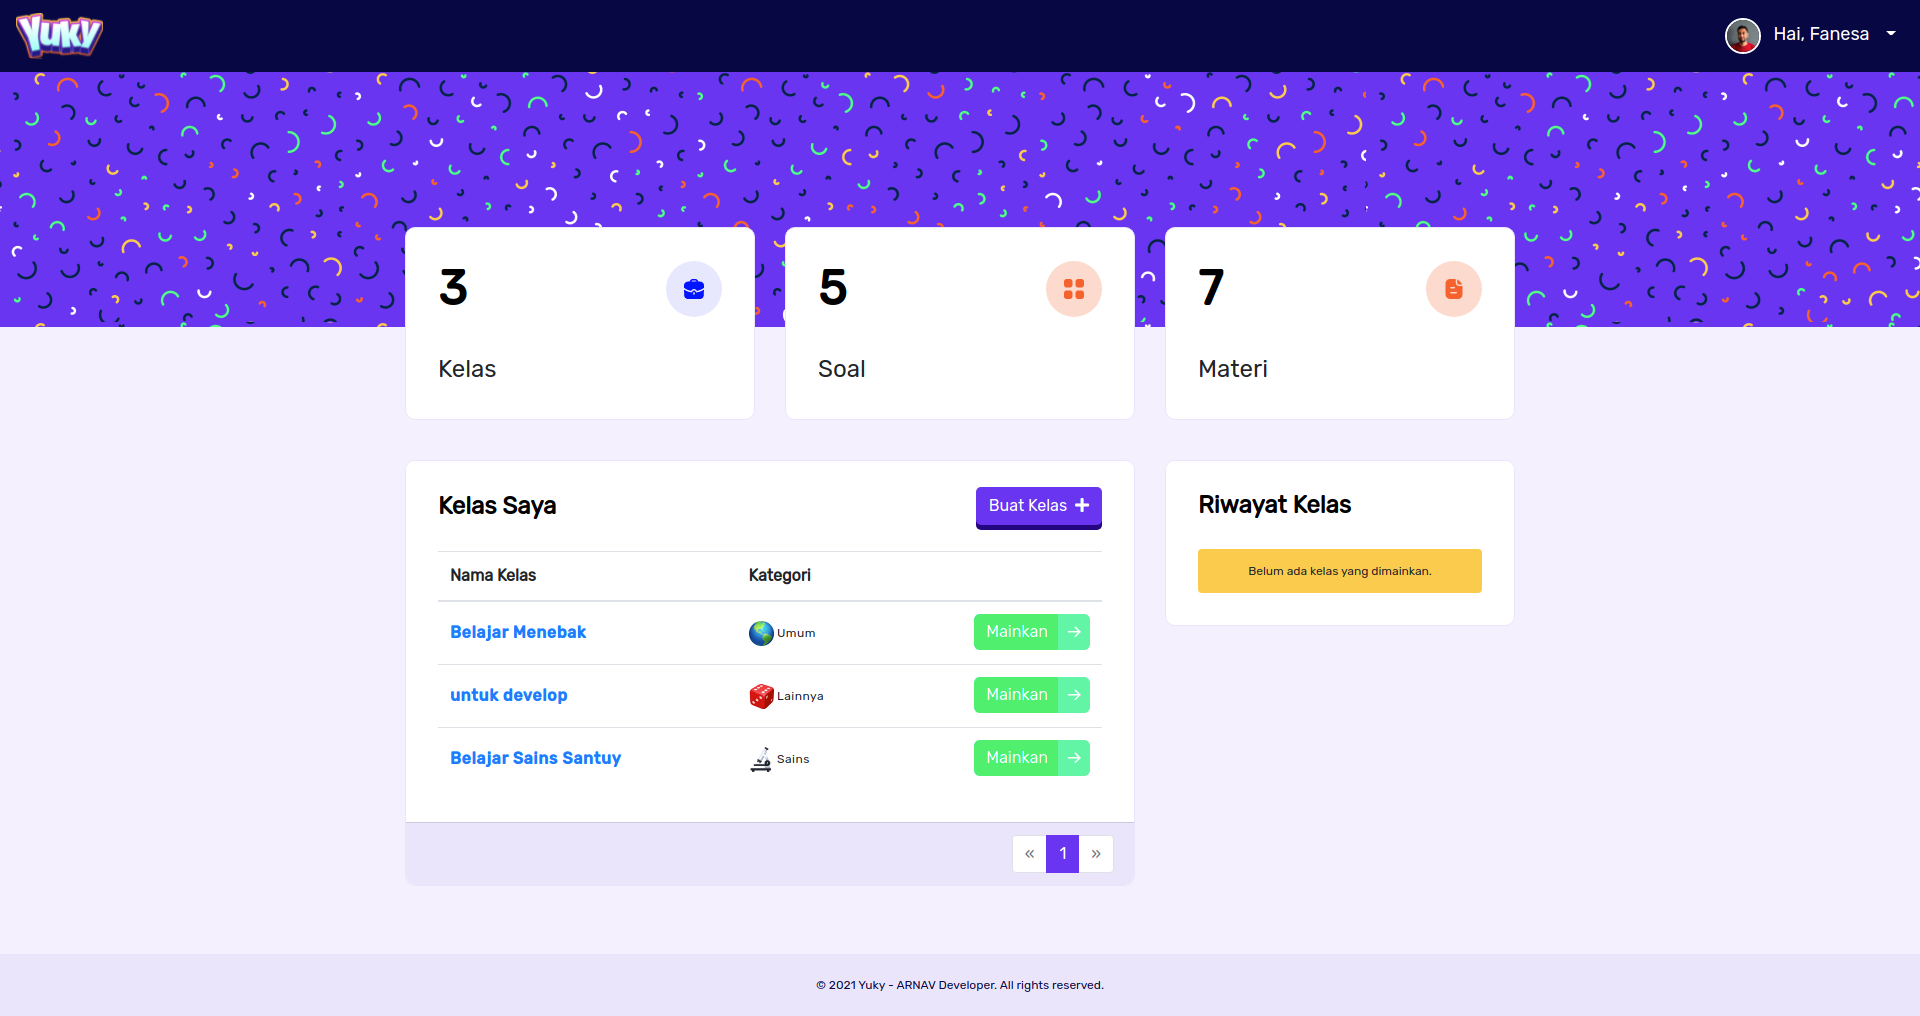 Yuky
Hai, Fanesa
3
Kelas
5
Soal
7
Materi
Kelas Saya
Buat Kelas
Nama Kelas Kategori
Belajar Menebak Umum Mainkan →
untuk develop Lainnya Mainkan →
Belajar Sains Santuy Sains Mainkan →
« 1 »
Riwayat Kelas
Belum ada kelas yang dimainkan.
© 2021 Yuky - ARNAV Developer. All rights reserved.